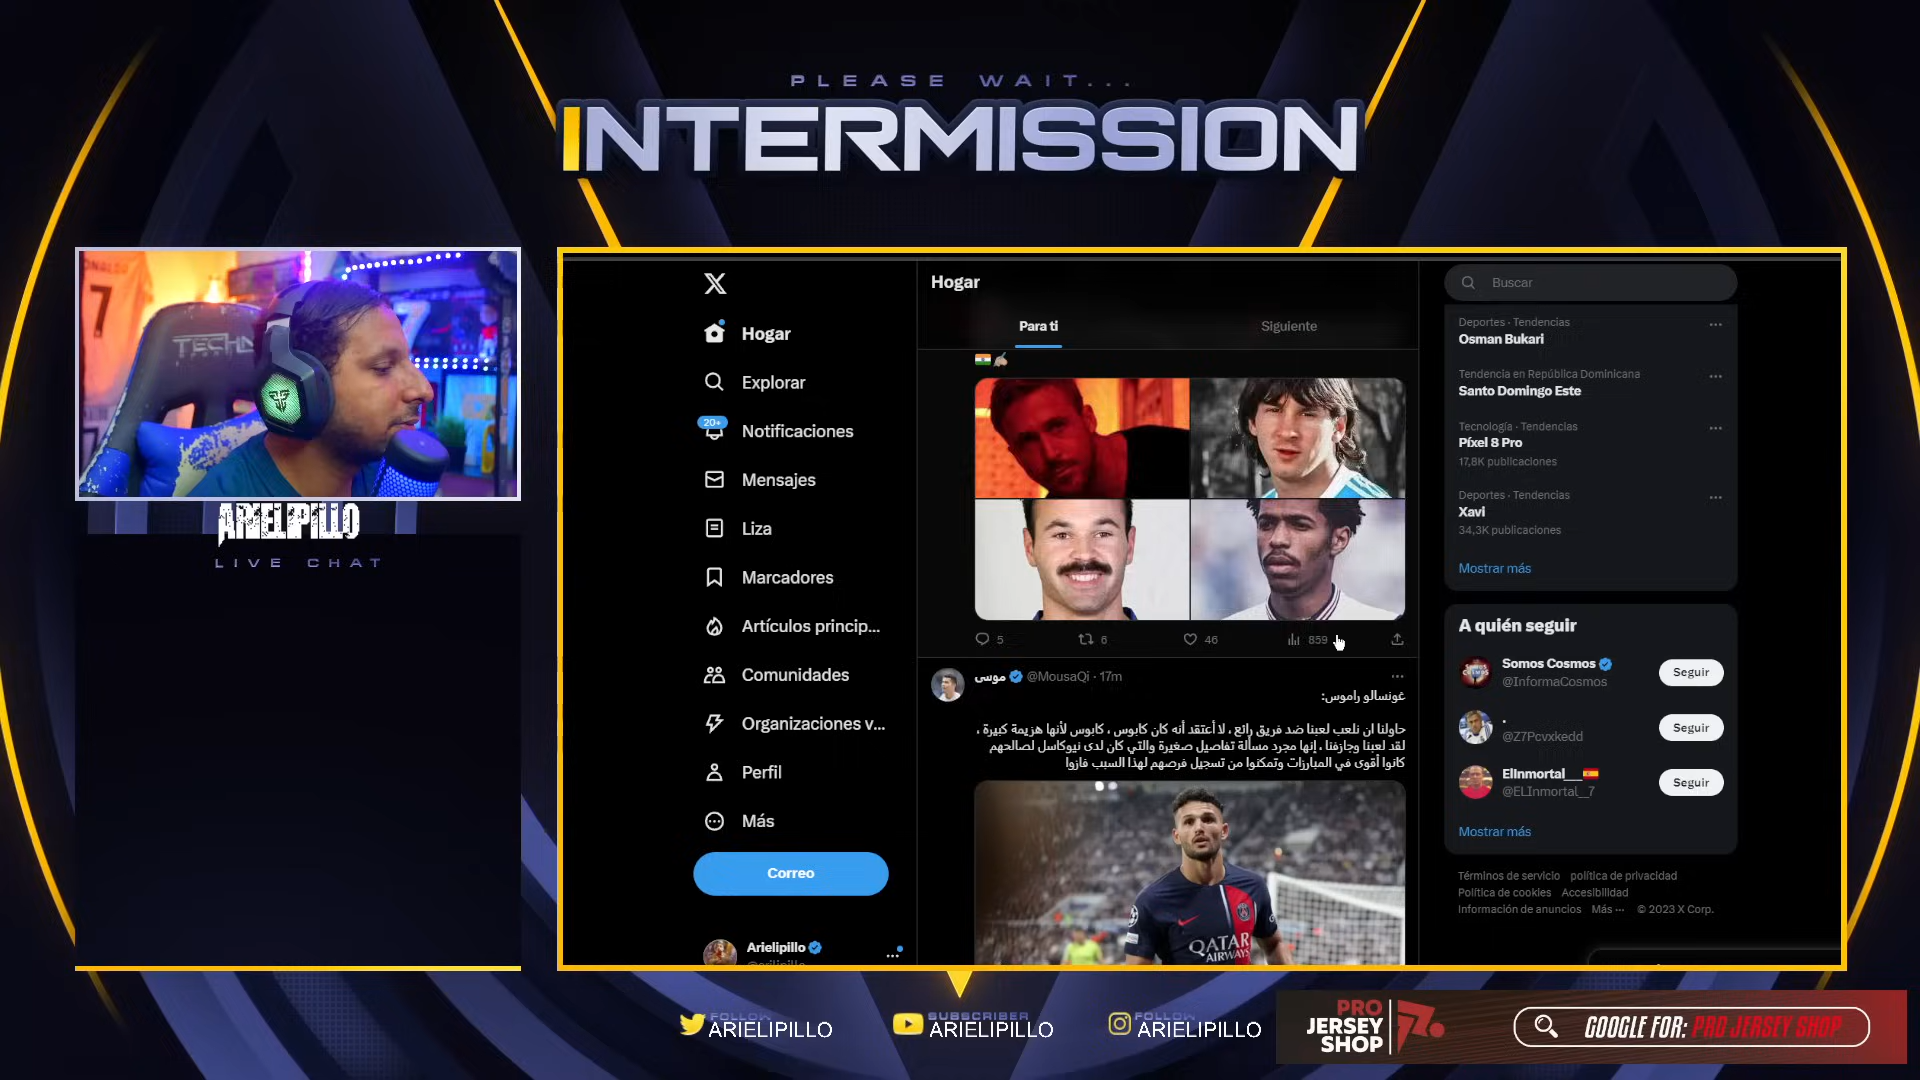 PLEASE WAIT...
INTERMISSION
7
TECHN
ARIELIPILLO
LIVE CHAT
X
Hogar
Explorar
20+
Notificaciones
Mensajes
Liza
Marcadores
Artículos princip...
Comunidades
Organizaciones v...
Perfil
Más
Correo
Arielipillo
Hogar
Para ti
Siguiente
5
6
46
859
موسى @MousaQi · 17m
غونسالو راموس:
حاولنا ان نلعب لعبنا ضد فريق رائع ، لا أعتقد أنه كان كابوس ، كابوس لأنها هزيمة كبيرة ،
لقد لعبنا وجازفنا ، إنها مجرد مسألة تفاصيل صغيرة والتي كان لدى نيوكاسل لصالحهم
كانوا أقوى في المبارزات وتمكنوا من تسجيل فرصهم لهذا السبب فازوا
QATAR
AIRWAYS
Buscar
Deportes · Tendencias
Osman Bukari
Tendencia en República Dominicana
Santo Domingo Este
Tecnología · Tendencias
Píxel 8 Pro
17,8K publicaciones
Deportes · Tendencias
Xavi
34,3K publicaciones
Mostrar más
A quién seguir
Somos Cosmos
@InformaCosmos
Seguir
.
@Z7Pcvxkedd
Seguir
ElInmortal__
@ELInmortal_7
Seguir
Mostrar más
Términos de servicio política de privacidad
Política de cookies Accesibilidad
Información de anuncios Más ··· © 2023 X Corp.
FOLLOW
ARIELIPILLO
SUBSCRIBER
ARIELIPILLO
FOLLOW
ARIELIPILLO
PRO
JERSEY
SHOP
GOOGLE FOR: PRO JERSEY SHOP